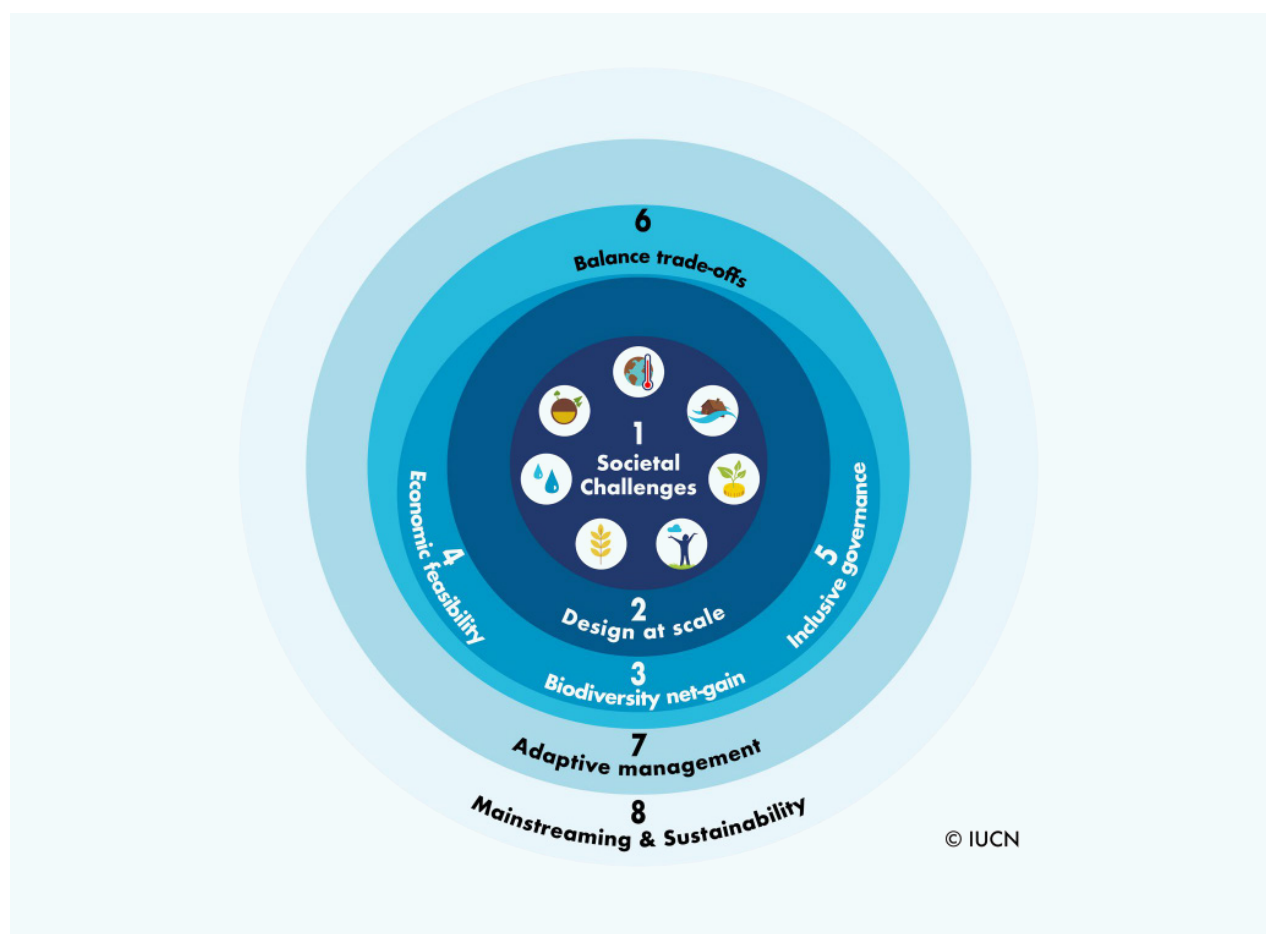 6
Balance trade-offs
1
Societal
Challenges
4
Economic feasibility
5
Inclusive governance
2
Design at scale
3
Biodiversity net-gain
7
Adaptive management
8
Mainstreaming & Sustainability
© IUCN